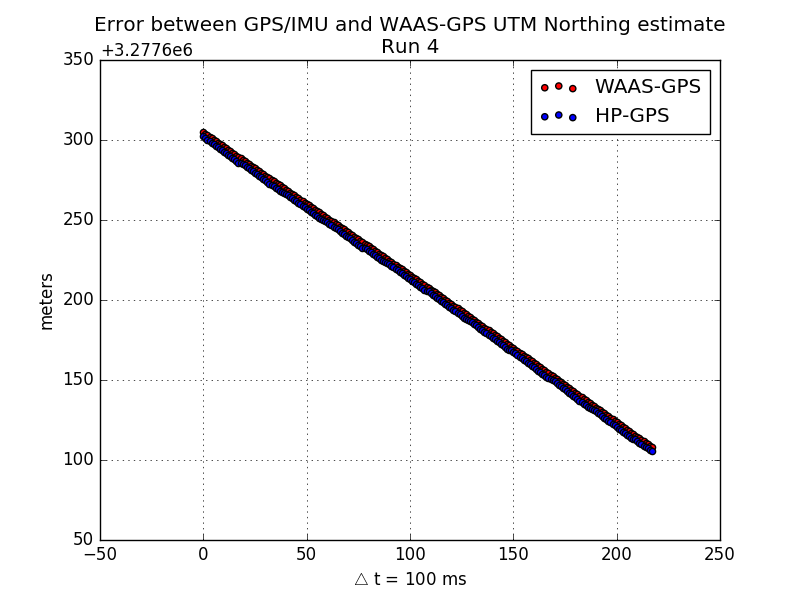 Error between GPS/IMU and WAAS-GPS UTM Northing estimate
Run 4
+3.2776e6
WAAS-GPS
HP-GPS
350
300
250
200
150
100
50
meters
−50 0 50 100 150 200 250
△ t = 100 ms